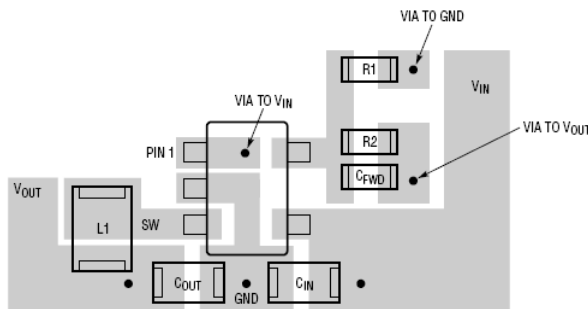 VIA TO GND
R1
VIA TO VIN
VIN
PIN 1
R2
VIA TO VOUT
CFWD
VOUT
L1
SW
COUT
GND
CIN